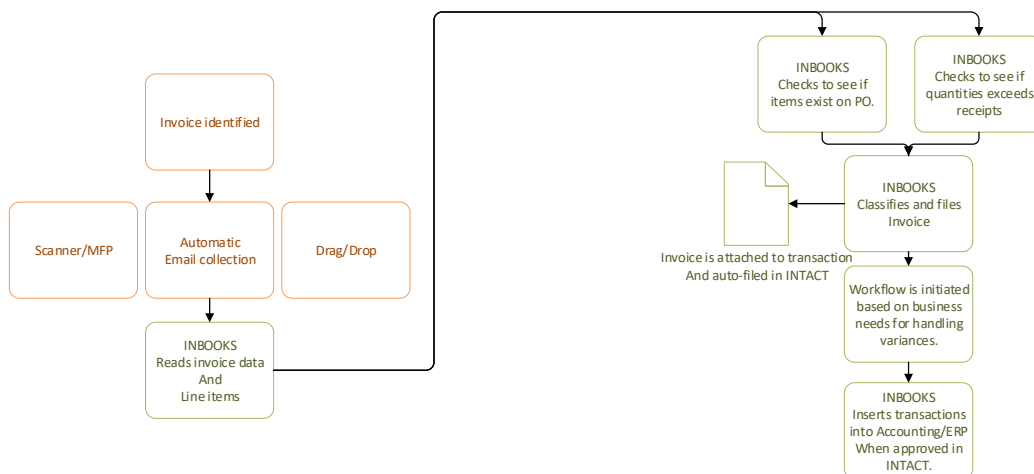 Invoice identified
Scanner/MFP
Automatic
Email collection
Drag/Drop
INBOOKS
Reads invoice data
And
Line items
INBOOKS
Checks to see if
items exist on PO.
INBOOKS
Checks to see if
quantities exceeds
receipts
INBOOKS
Classifies and files
Invoice
Invoice is attached to transaction
And auto-filed in INTACT
Workflow is initiated
based on business
needs for handling
variances.
INBOOKS
Inserts transactions
into Accounting/ERP
When approved in
INTACT.